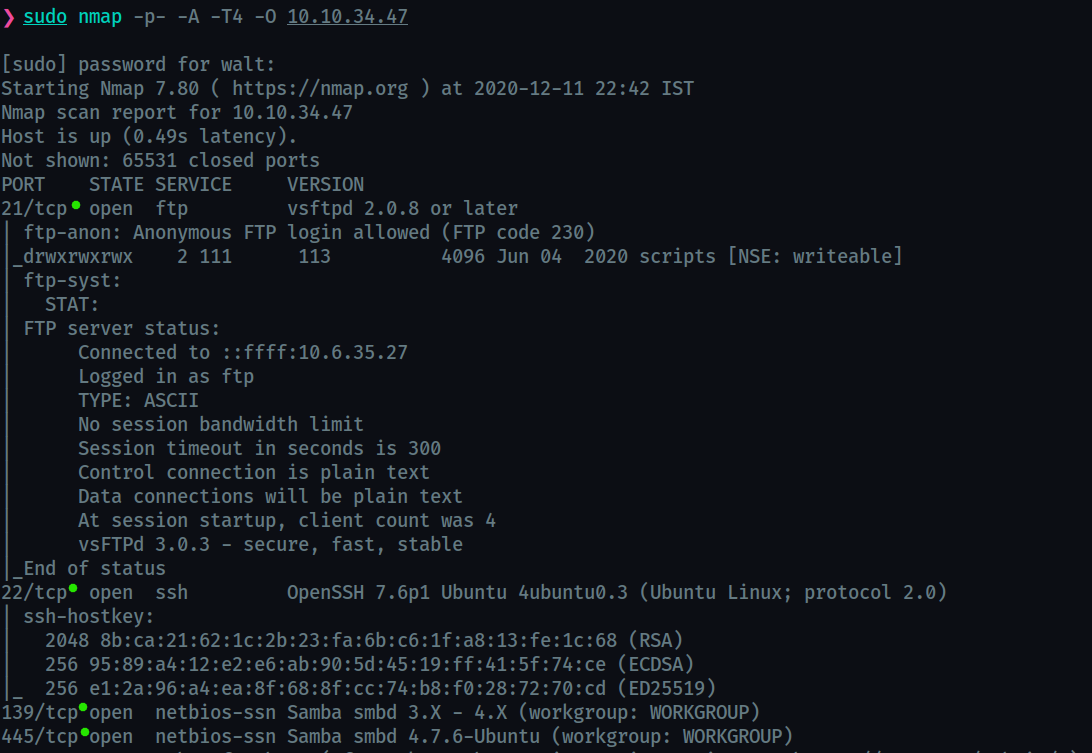 ❯ sudo nmap -p- -A -T4 -O 10.10.34.47
[sudo] password for walt:
Starting Nmap 7.80 ( https://nmap.org ) at 2020-12-11 22:42 IST
Nmap scan report for 10.10.34.47
Host is up (0.49s latency).
Not shown: 65531 closed ports
PORT    STATE SERVICE     VERSION
21/tcp  open  ftp         vsftpd 2.0.8 or later
| ftp-anon: Anonymous FTP login allowed (FTP code 230)
|_drwxrwxrwx    2 111      113          4096 Jun 04  2020 scripts [NSE: writeable]
| ftp-syst:
|   STAT:
| FTP server status:
|      Connected to ::ffff:10.6.35.27
|      Logged in as ftp
|      TYPE: ASCII
|      No session bandwidth limit
|      Session timeout in seconds is 300
|      Control connection is plain text
|      Data connections will be plain text
|      At session startup, client count was 4
|      vsFTPd 3.0.3 - secure, fast, stable
|_End of status
22/tcp  open  ssh         OpenSSH 7.6p1 Ubuntu 4ubuntu0.3 (Ubuntu Linux; protocol 2.0)
| ssh-hostkey:
|   2048 8b:ca:21:62:1c:2b:23:fa:6b:c6:1f:a8:13:fe:1c:68 (RSA)
|   256 95:89:a4:12:e2:e6:ab:90:5d:45:19:ff:41:5f:74:ce (ECDSA)
|_  256 e1:2a:96:a4:ea:8f:68:8f:cc:74:b8:f0:28:72:70:cd (ED25519)
139/tcp open  netbios-ssn Samba smbd 3.X - 4.X (workgroup: WORKGROUP)
445/tcp open  netbios-ssn Samba smbd 4.7.6-Ubuntu (workgroup: WORKGROUP)